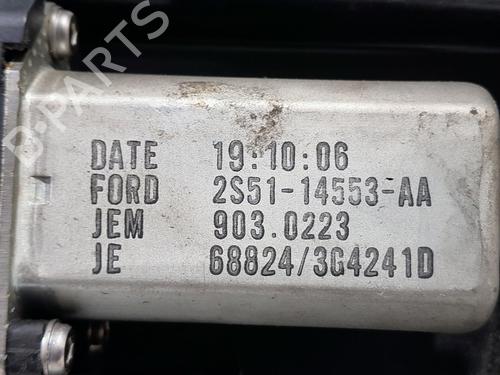 DATE 19:10:06
FORD 2S51-14553-AA
JEM 903.0223
JE 68824/3G4241D
B-PARTS